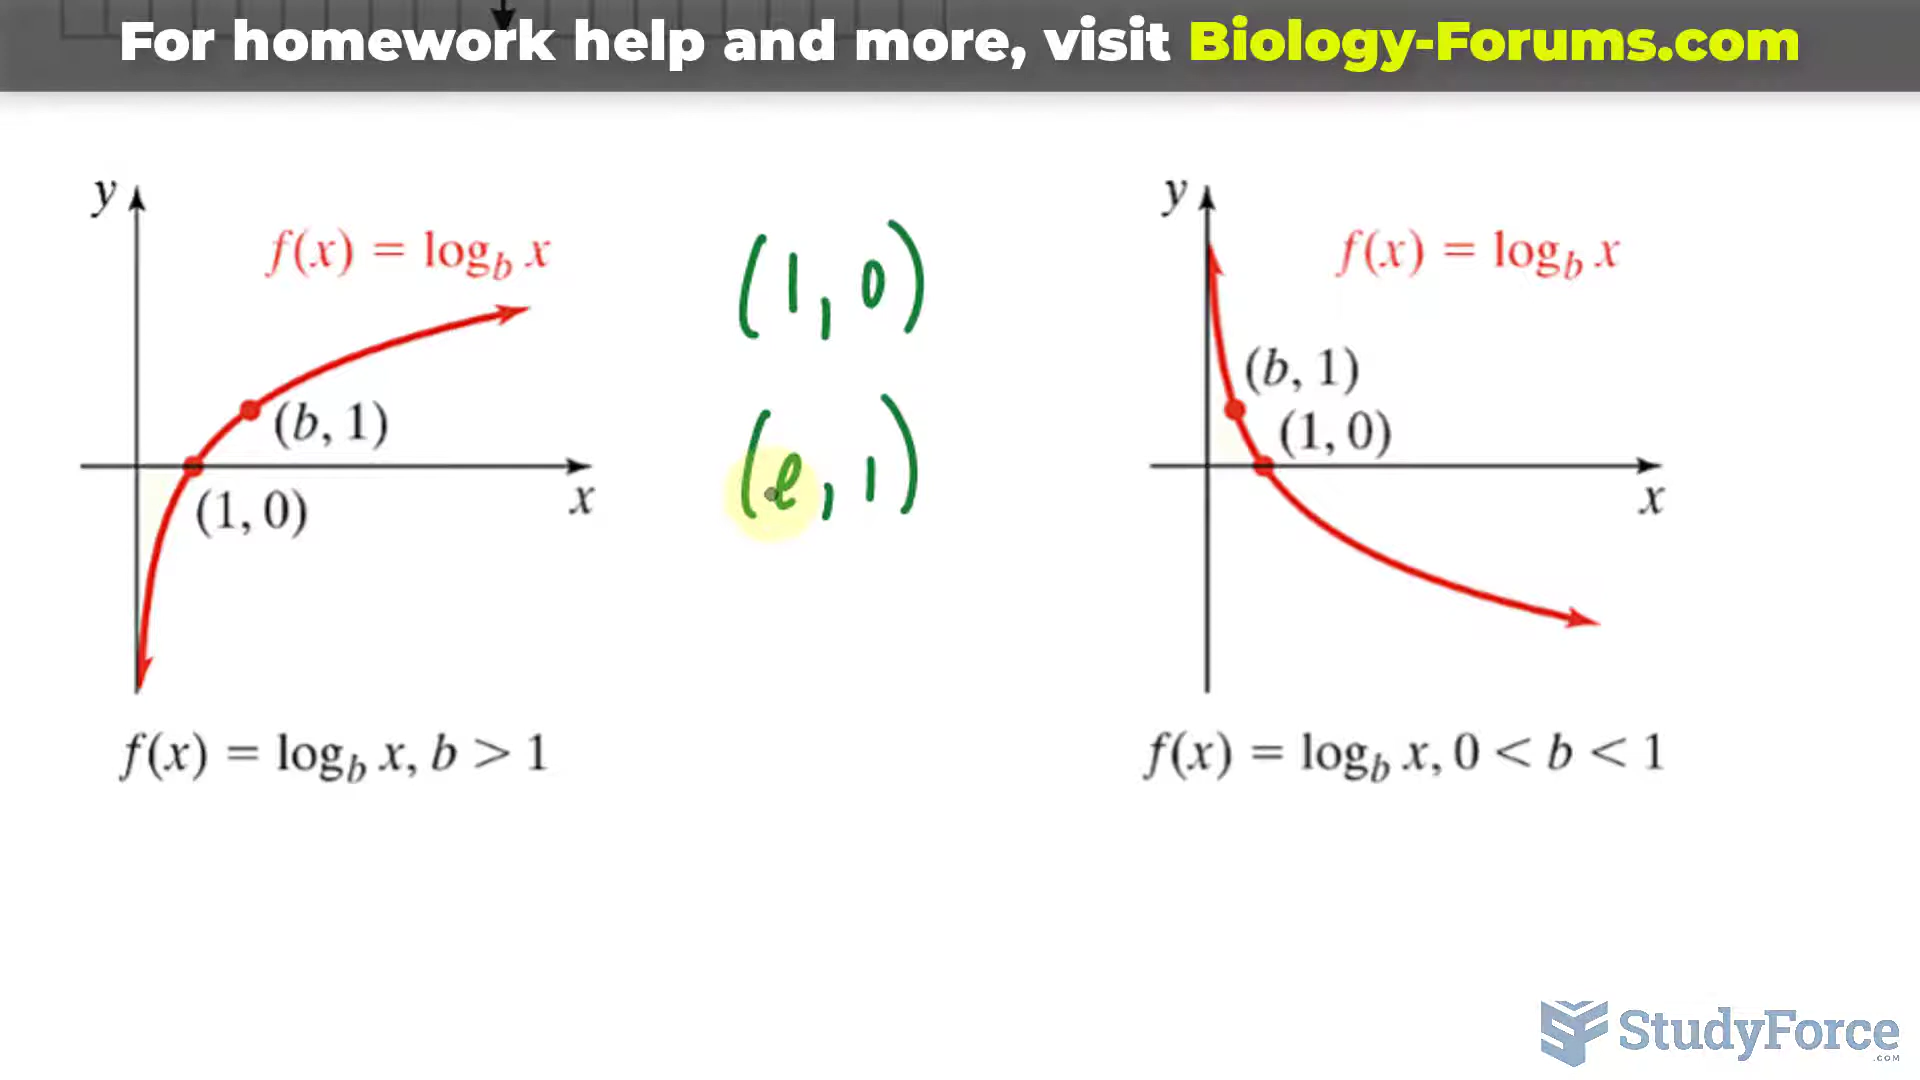 For homework help and more, visit Biology-Forums.com
y
f(x) = log_b x
(b, 1)
(1, 0)
x
f(x) = log_b x, b > 1
(1, 0)
(e, 1)
y
f(x) = log_b x
(b, 1)
(1, 0)
x
f(x) = log_b x, 0 < b < 1
StudyForce
.COM